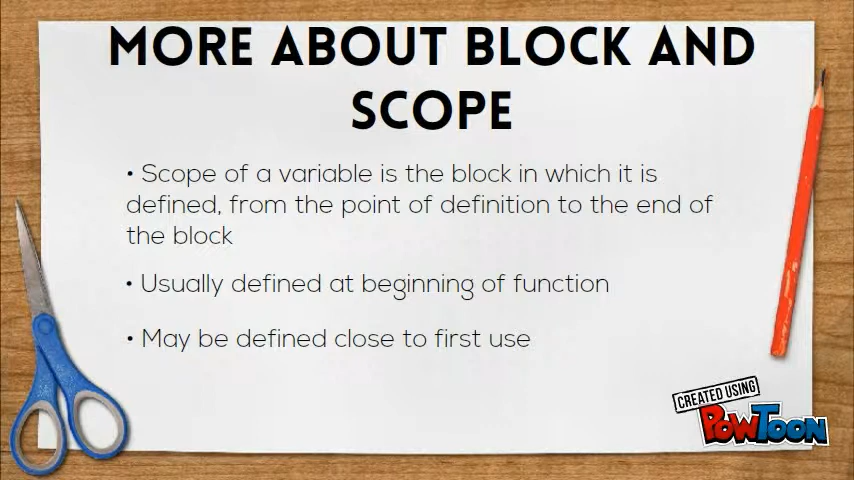 MORE ABOUT BLOCK AND
SCOPE
• Scope of a variable is the block in which it is
defined, from the point of definition to the end of
the block
• Usually defined at beginning of function
• May be defined close to first use
CREATED USING
POWTOON